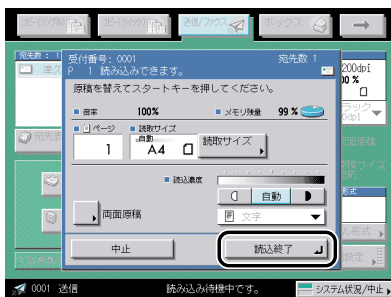 コピー(シンプル)
コピー(クイック)
送信/ファクス
ボックス
宛先数: 1
受付番号: 0001
宛先数 1
P 1 読み込みできます。
原稿を替えてスタートキーを押してください。
倍率 100%
メモリ残量 99 %
ページ
読取サイズ
1
自動
A4
読取サイズ
読込濃度
自動
両面原稿
文字
中止
読込終了
0001 送信
読み込み待機中です。
システム状況/中止